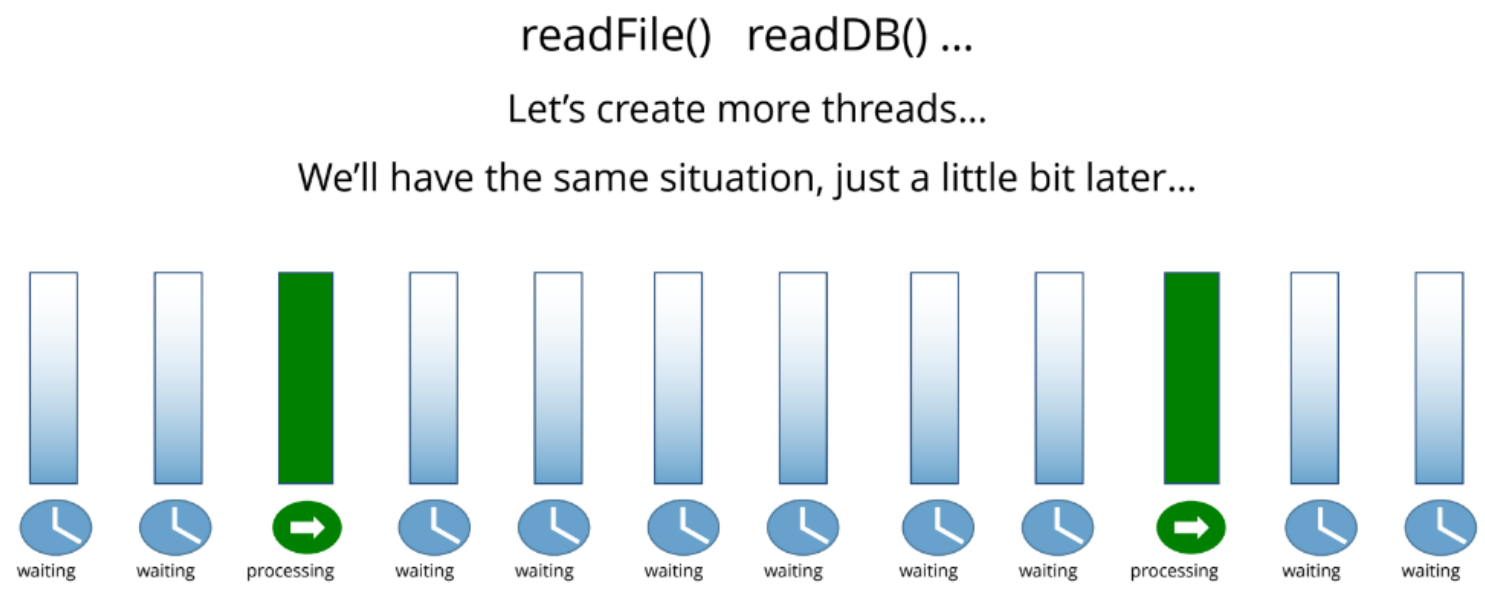 readFile() readDB() ...
Let's create more threads...
We'll have the same situation, just a little bit later...
waiting waiting processing waiting waiting waiting waiting waiting waiting processing waiting waiting